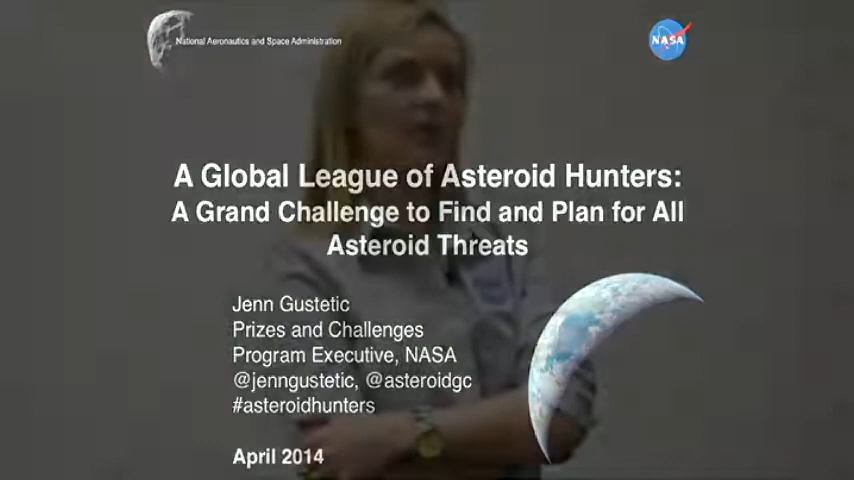 National Aeronautics and Space Administration
NASA
A Global League of Asteroid Hunters:
A Grand Challenge to Find and Plan for All
Asteroid Threats
Jenn Gustetic
Prizes and Challenges
Program Executive, NASA
@jenngustetic, @asteroidgc
#asteroidhunters
April 2014